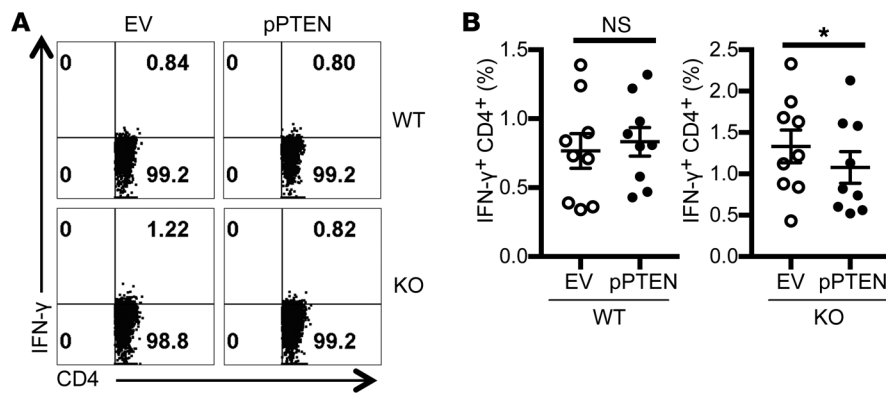 A
EV
pPTEN
0
0.84
0
0.80
WT
0
99.2
0
99.2
0
1.22
0
0.82
KO
0
98.8
0
99.2
IFN-γ
CD4
B
NS
IFN-γ+ CD4+ (%)
1.5
1.0
0.5
0.0
EV pPTEN
WT
*
IFN-γ+ CD4+ (%)
2.5
2.0
1.5
1.0
0.5
0.0
EV pPTEN
KO